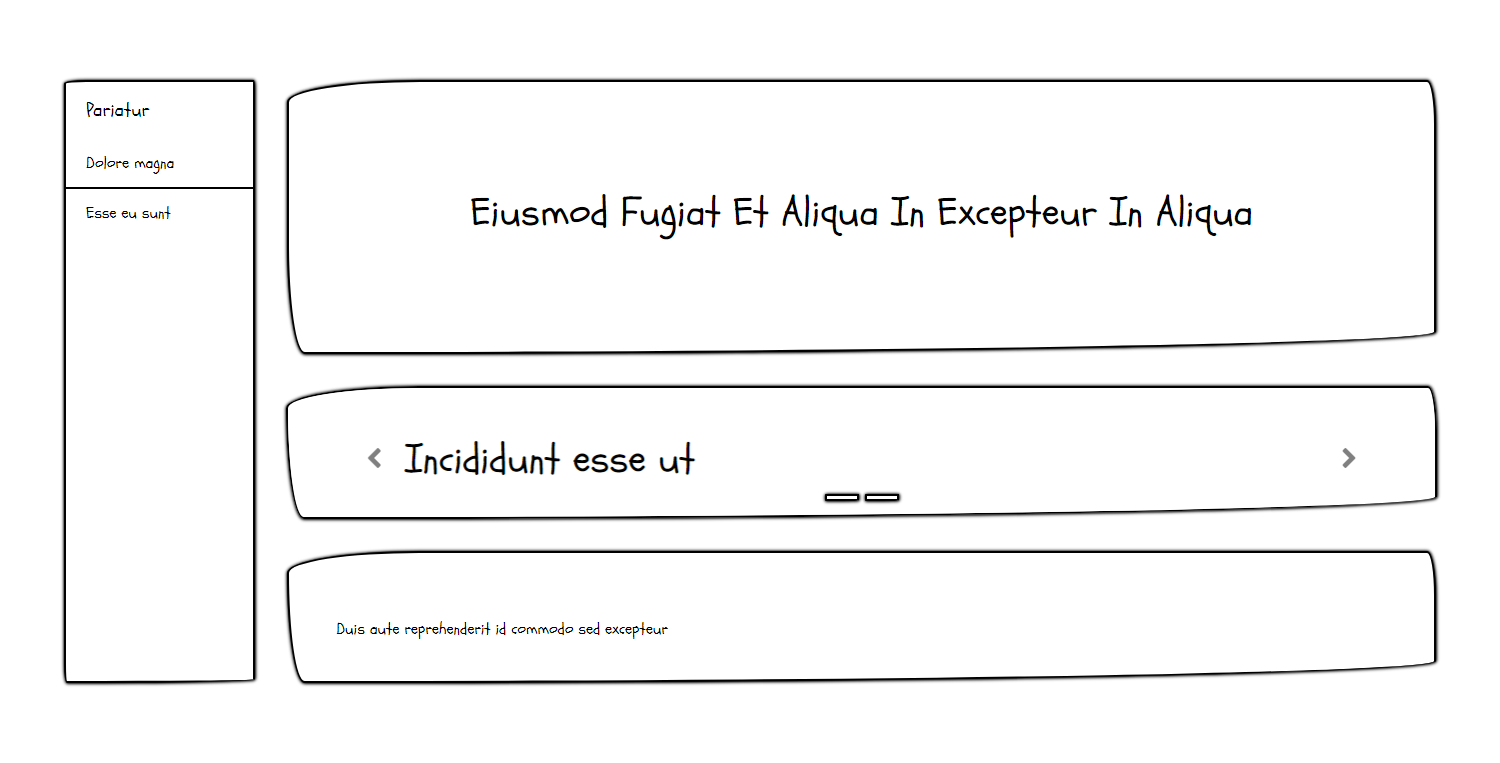 Pariatur
Dolore magna
Esse eu sunt
Eiusmod Fugiat Et Aliqua In Excepteur In Aliqua
Incididunt esse ut
Duis aute reprehenderit id commodo sed excepteur